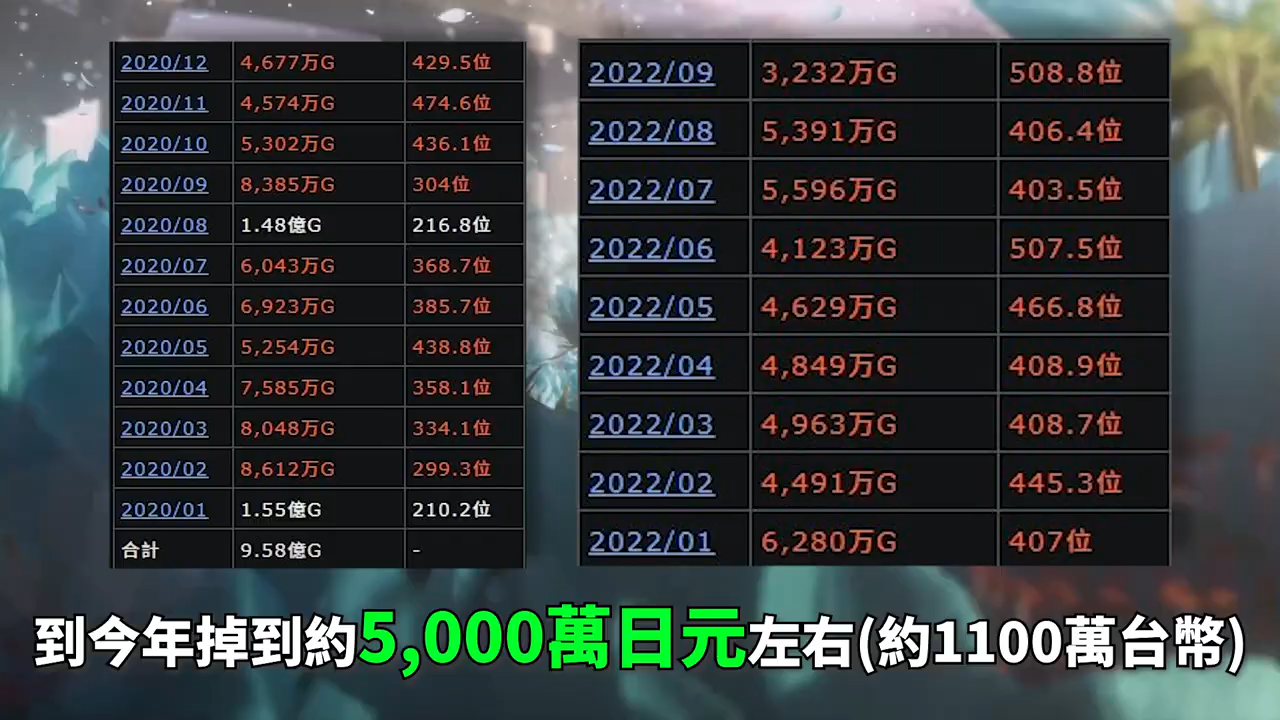 2020/12 4,677万G 429.5位
2020/11 4,574万G 474.6位
2020/10 5,302万G 436.1位
2020/09 8,385万G 304位
2020/08 1.48億G 216.8位
2020/07 6,043万G 368.7位
2020/06 6,923万G 385.7位
2020/05 5,254万G 438.8位
2020/04 7,585万G 358.1位
2020/03 8,048万G 334.1位
2020/02 8,612万G 299.3位
2020/01 1.55億G 210.2位
合計 9.58億G -
2022/09 3,232万G 508.8位
2022/08 5,391万G 406.4位
2022/07 5,596万G 403.5位
2022/06 4,123万G 507.5位
2022/05 4,629万G 466.8位
2022/04 4,849万G 408.9位
2022/03 4,963万G 408.7位
2022/02 4,491万G 445.3位
2022/01 6,280万G 407位
到今年掉到約5,000萬日元左右(約1100萬台幣)